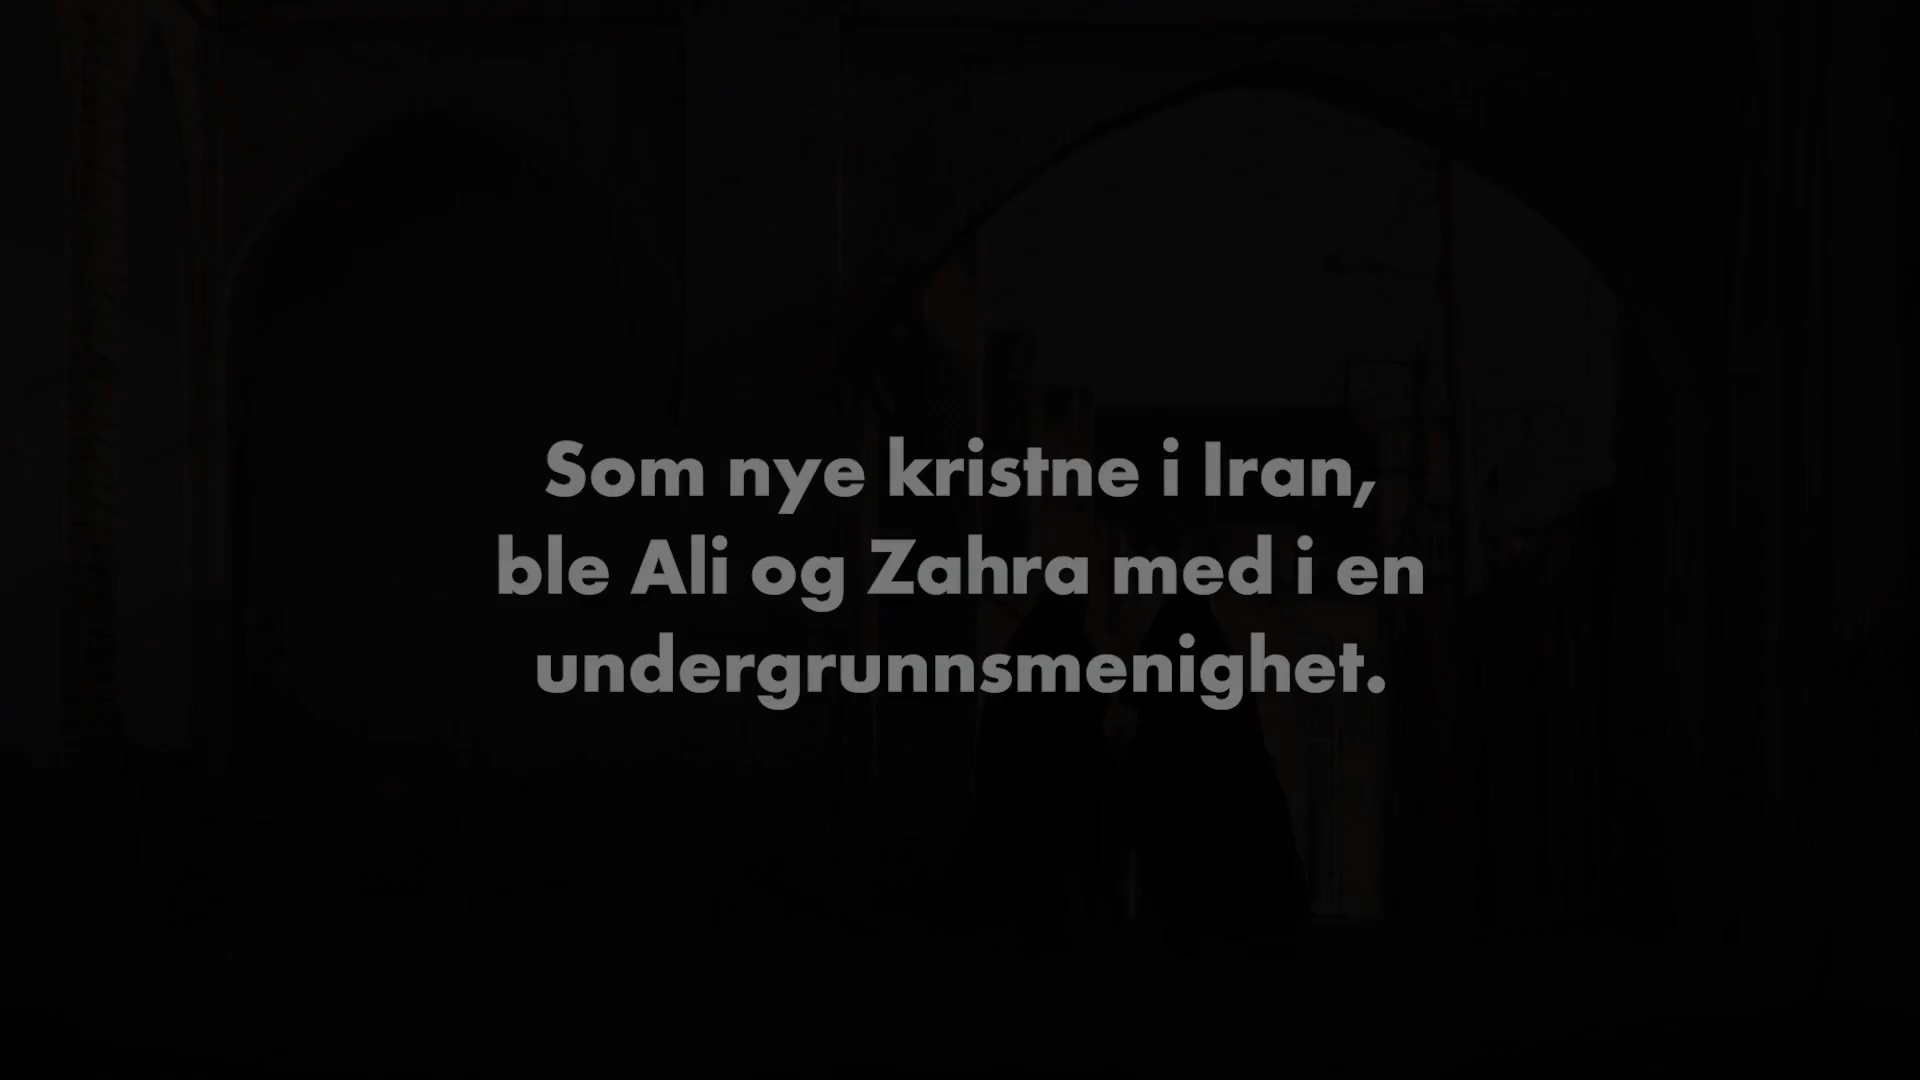 Som nye kristne i Iran,
ble Ali og Zahra med i en
undergrunnsmenighet.